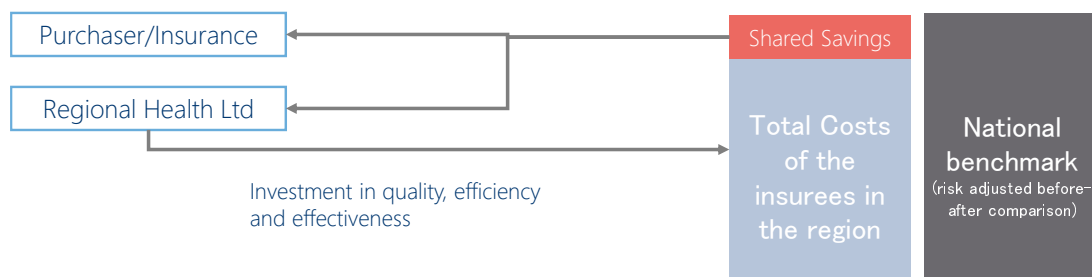 Purchaser/Insurance
Regional Health Ltd
Investment in quality, efficiency
and effectiveness
Shared Savings
Total Costs
of the
insurees in
the region
National
benchmark
(risk adjusted before-
after comparison)